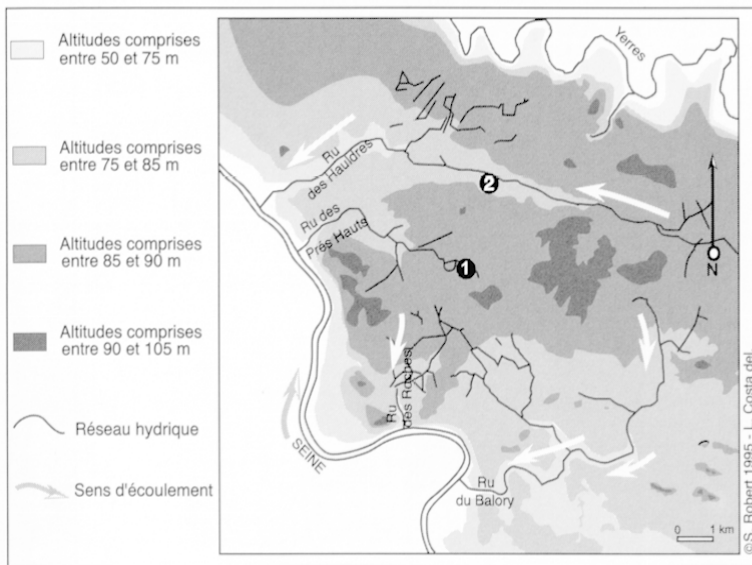 Altitudes comprises
entre 50 et 75 m
Altitudes comprises
entre 75 et 85 m
Altitudes comprises
entre 85 et 90 m
Altitudes comprises
entre 90 et 105 m
Réseau hydrique
Sens d'écoulement
Yerres
Ru
des Hauldres
2
Ru des
Prés Hauts
1
N
Ru
des Roches
SEINE
Ru
du Balory
0 1 km
©S. Robert 1995 - L. Costa del.